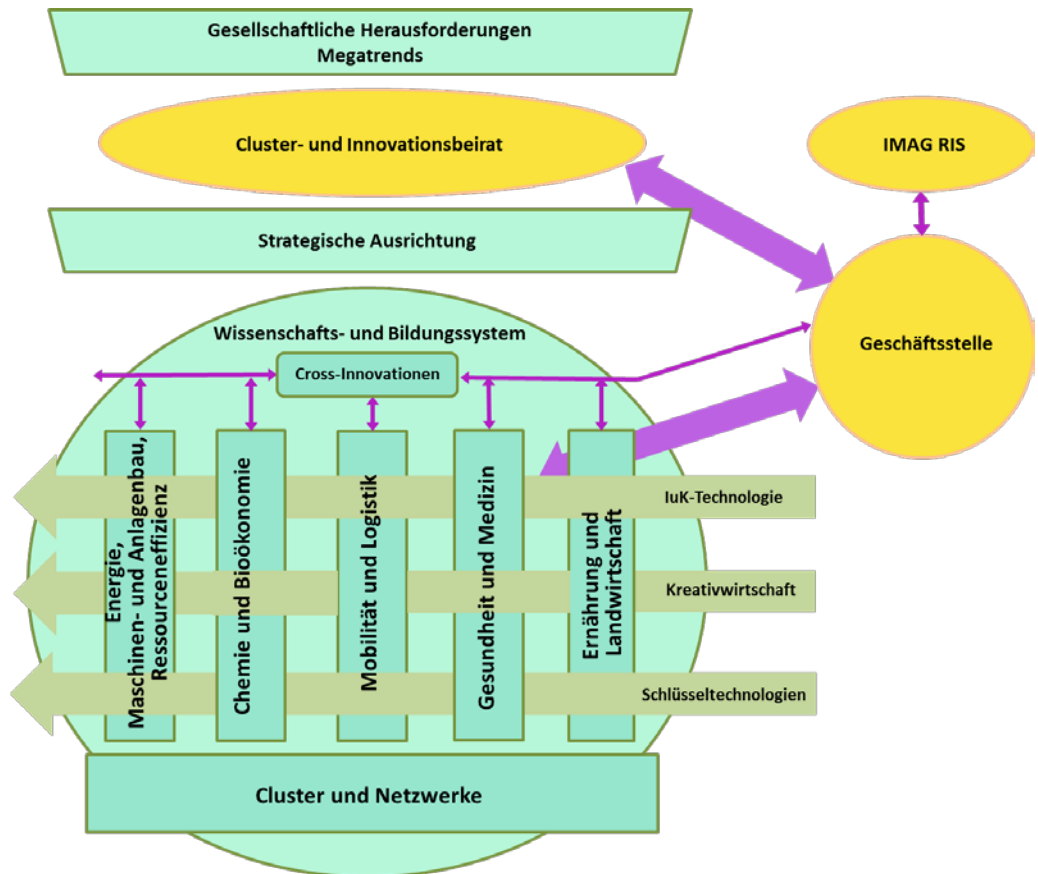 Gesellschaftliche Herausforderungen
Megatrends
Cluster- und Innovationsbeirat
IMAG RIS
Strategische Ausrichtung
Geschäftsstelle
Wissenschafts- und Bildungssystem
Cross-Innovationen
Energie,
Maschinen- und Anlagenbau,
Ressourceneffizienz
Chemie und Bioökonomie
Mobilität und Logistik
Gesundheit und Medizin
Ernährung und
Landwirtschaft
IuK-Technologie
Kreativwirtschaft
Schlüsseltechnologien
Cluster und Netzwerke